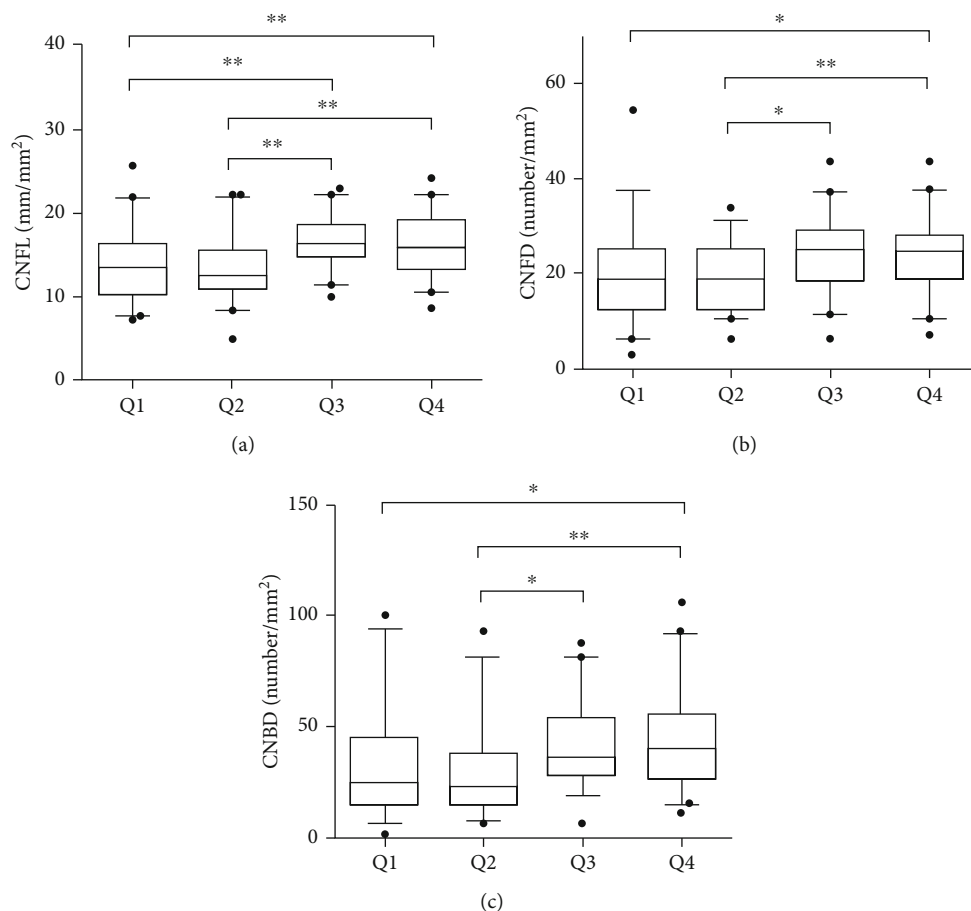 **
**
**
**
40
30
20
10
0
CNFL (mm/mm²)
Q1 Q2 Q3 Q4
(a)
*
**
*
60
40
20
0
CNFD (number/mm²)
Q1 Q2 Q3 Q4
(b)
*
**
*
150
100
50
0
CNBD (number/mm²)
Q1 Q2 Q3 Q4
(c)